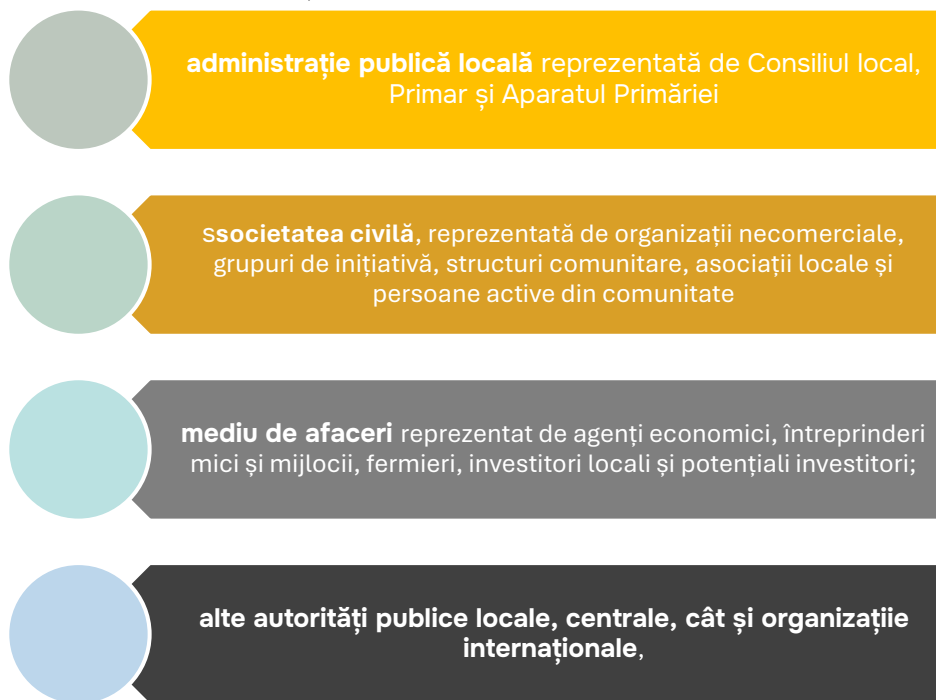 administrație publică locală reprezentată de Consiliul local,
Primar și Aparatul Primăriei
ssocietatea civilă, reprezentată de organizații necomerciale,
grupuri de inițiativă, structuri comunitare, asociații locale și
persoane active din comunitate
mediu de afaceri reprezentat de agenți economici, întreprinderi
mici și mijlocii, fermieri, investitori locali și potențiali investitori;
alte autorități publice locale, centrale, cât și organizațiie
internaționale,